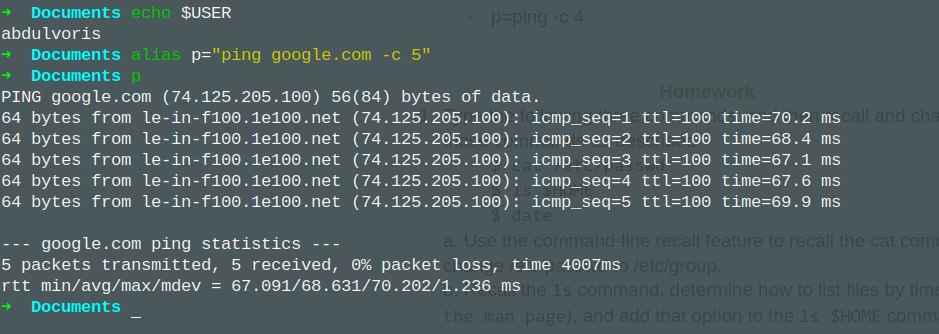 ➜  Documents echo $USER
abdulvoris
➜  Documents alias p="ping google.com -c 5"
➜  Documents p
PING google.com (74.125.205.100) 56(84) bytes of data.
64 bytes from le-in-f100.1e100.net (74.125.205.100): icmp_seq=1 ttl=100 time=70.2 ms
64 bytes from le-in-f100.1e100.net (74.125.205.100): icmp_seq=2 ttl=100 time=68.4 ms
64 bytes from le-in-f100.1e100.net (74.125.205.100): icmp_seq=3 ttl=100 time=67.1 ms
64 bytes from le-in-f100.1e100.net (74.125.205.100): icmp_seq=4 ttl=100 time=67.6 ms
64 bytes from le-in-f100.1e100.net (74.125.205.100): icmp_seq=5 ttl=100 time=69.9 ms
--- google.com ping statistics ---
5 packets transmitted, 5 received, 0% packet loss, time 4007ms
rtt min/avg/max/mdev = 67.091/68.631/70.202/1.236 ms
➜  Documents _
- p=ping -c 4
Homework
$ cat /etc/passwd
$ ls $HOME
$ date
a. Use the command-line recall feature to recall the cat com
to /etc/group.
the ls command, determine how to list files by time
the man page), and add that option to the ls $HOME comm